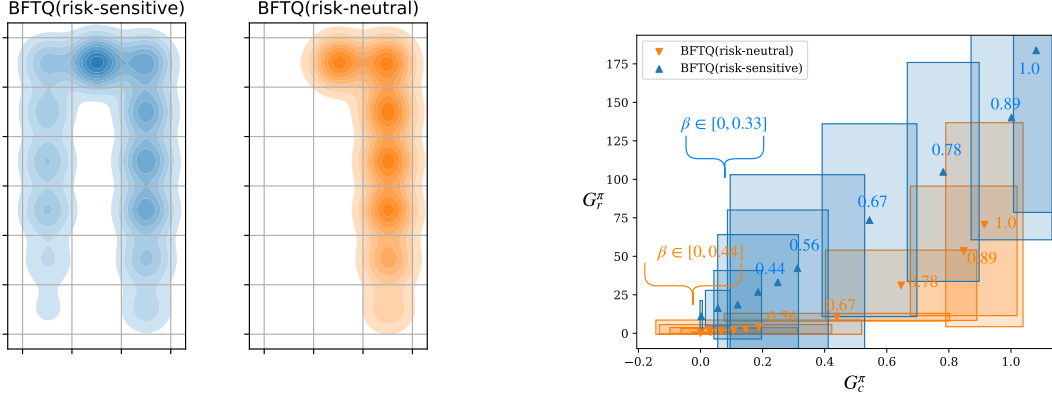 BFTQ(risk-sensitive)
BFTQ(risk-neutral)
BFTQ(risk-neutral)
BFTQ(risk-sensitive)
β ∈ [0, 0.33]
β ∈ [0, 0.44]
1.0
0.89
0.78
0.67
0.56
0.44
1.0
0.89
0.78
0.67
0.56
175
150
125
100
75
50
25
0
G_r^π
−0.2 0.0 0.2 0.4 0.6 0.8 1.0
G_c^π